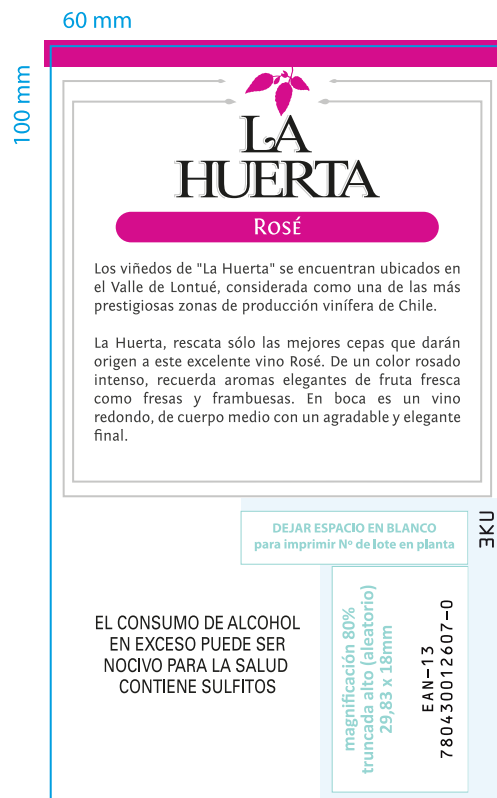 60 mm
100 mm
LA
HUERTA
Rosé
Los viñedos de "La Huerta" se encuentran ubicados en
el Valle de Lontué, considerada como una de las más
prestigiosas zonas de producción vinífera de Chile.
La Huerta, rescata sólo las mejores cepas que darán
origen a este excelente vino Rosé. De un color rosado
intenso, recuerda aromas elegantes de fruta fresca
como fresas y frambuesas. En boca es un vino
redondo, de cuerpo medio con un agradable y elegante
final.
DEJAR ESPACIO EN BLANCO
para imprimir Nº de lote en planta
3KU
EL CONSUMO DE ALCOHOL
EN EXCESO PUEDE SER
NOCIVO PARA LA SALUD
CONTIENE SULFITOS
magnificación 80%
truncada alto (aleatorio)
29,83 x 18mm
EAN-13
780430012607-0